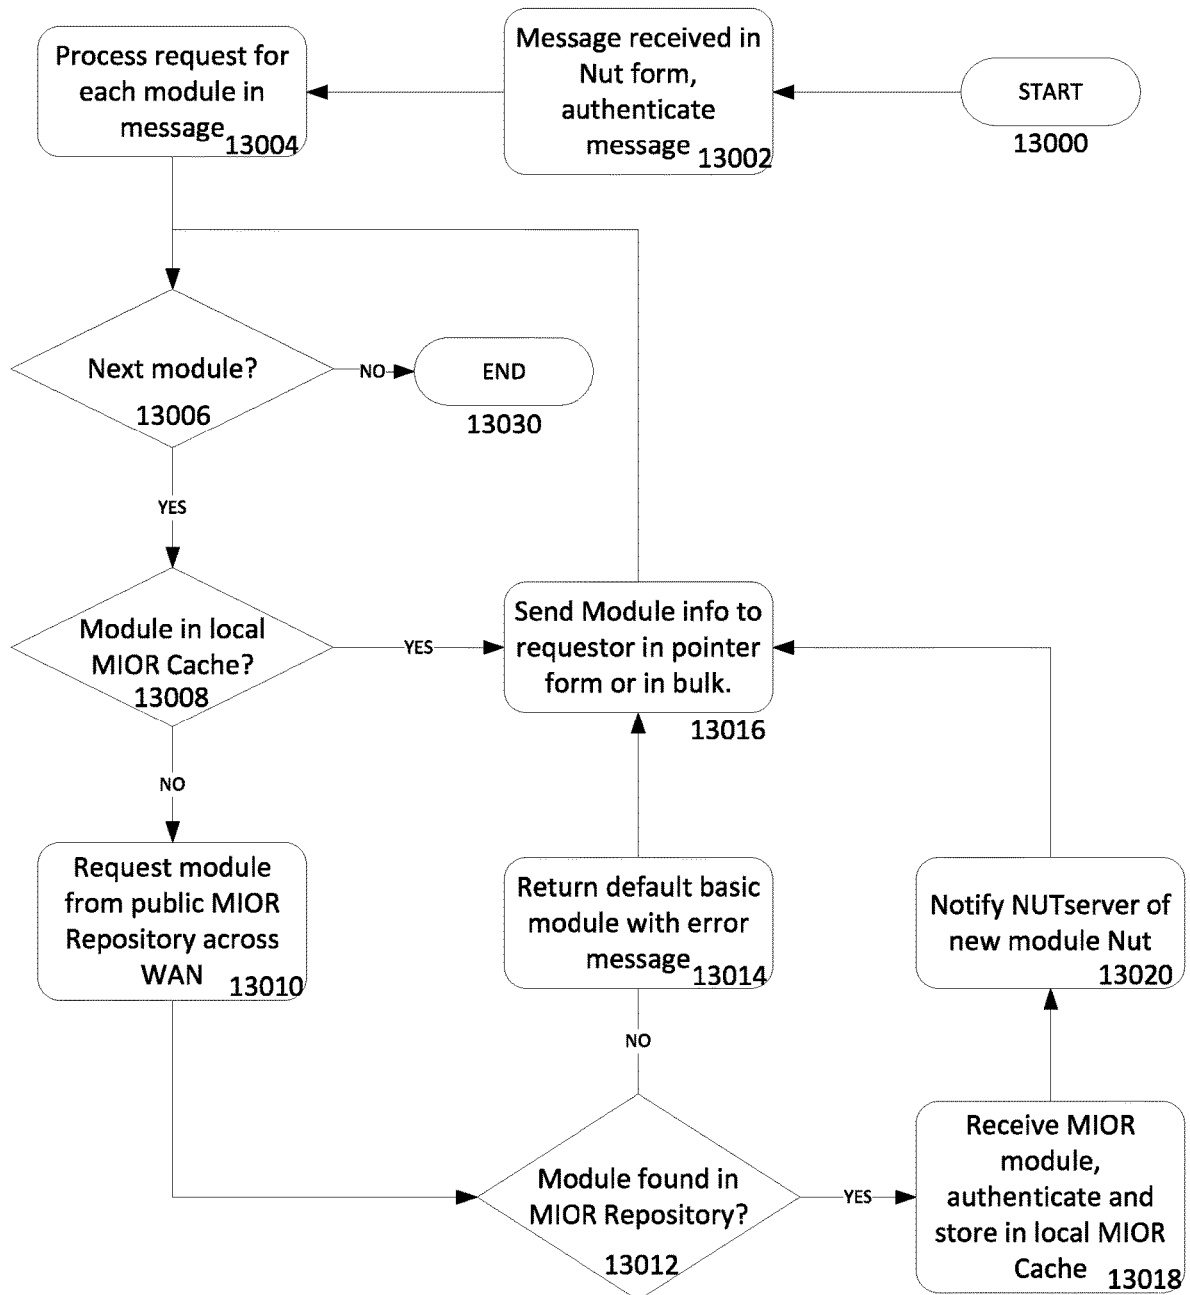 START
13000
Message received in
Nut form,
authenticate
message
13002
Process request for
each module in
message
13004
Next module?
13006
NO
END
13030
YES
Module in local
MIOR Cache?
13008
YES
Send Module info to
requestor in pointer
form or in bulk.
13016
NO
Request module
from public MIOR
Repository across
WAN
13010
Return default basic
module with error
message
13014
Notify NUTserver of
new module Nut
13020
NO
Module found in
MIOR Repository?
13012
YES
Receive MIOR
module,
authenticate and
store in local MIOR
Cache
13018